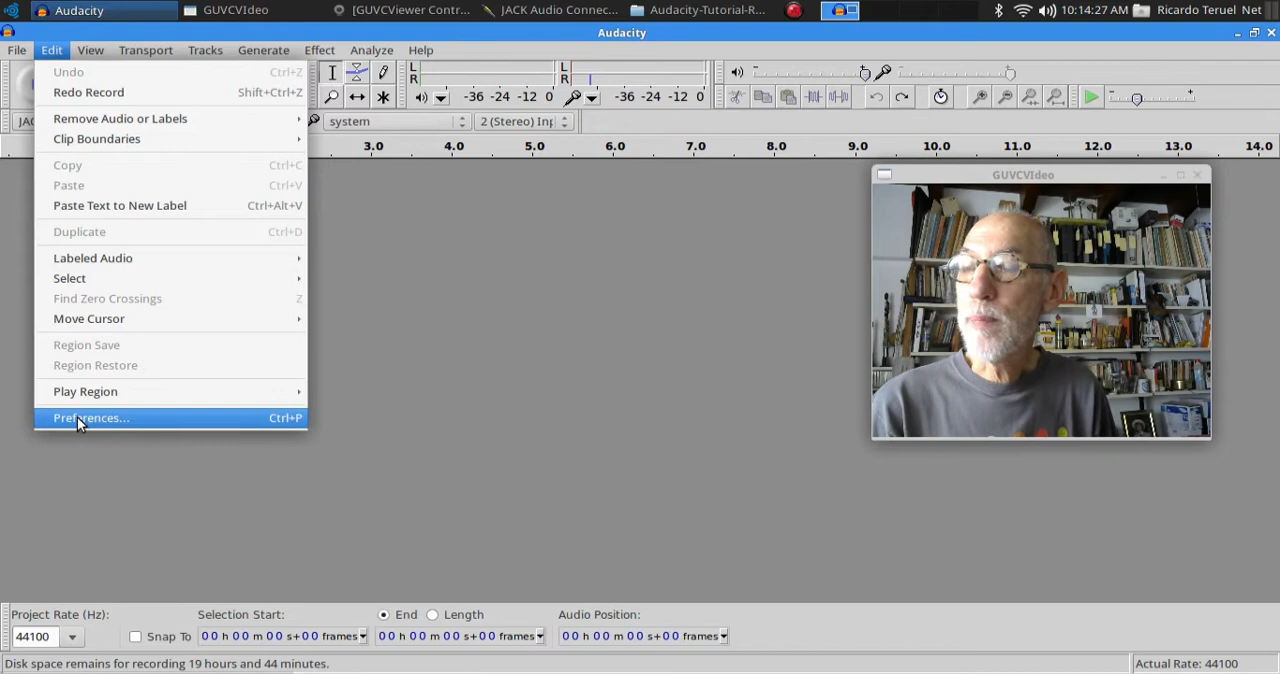 Audacity GUVCVIdeo [GUVCViewer Contr... JACK Audio Connec... Audacity-Tutorial-R... 10:14:27 AM Ricardo Teruel Net
Audacity
File Edit View Transport Tracks Generate Effect Analyze Help
Undo Ctrl+Z
Redo Record Shift+Ctrl+Z
Remove Audio or Labels
Clip Boundaries
Copy Ctrl+C
Paste Ctrl+V
Paste Text to New Label Ctrl+Alt+V
Duplicate Ctrl+D
Labeled Audio
Select
Find Zero Crossings Z
Move Cursor
Region Save
Region Restore
Play Region
Preferences... Ctrl+P
L
R
-36 -24 -12 0
L
R
-36 -24 -12 0
JAC system 2 (Stereo) Inp
3.0 4.0 5.0 6.0 7.0 8.0 9.0 10.0 11.0 12.0 13.0 14.0
GUVCVIdeo
Project Rate (Hz): Selection Start: End Length Audio Position:
44100 Snap To 00 h 00 m 00 s+00 frames 00 h 00 m 00 s+00 frames 00 h 00 m 00 s+00 frames
Disk space remains for recording 19 hours and 44 minutes. Actual Rate: 44100